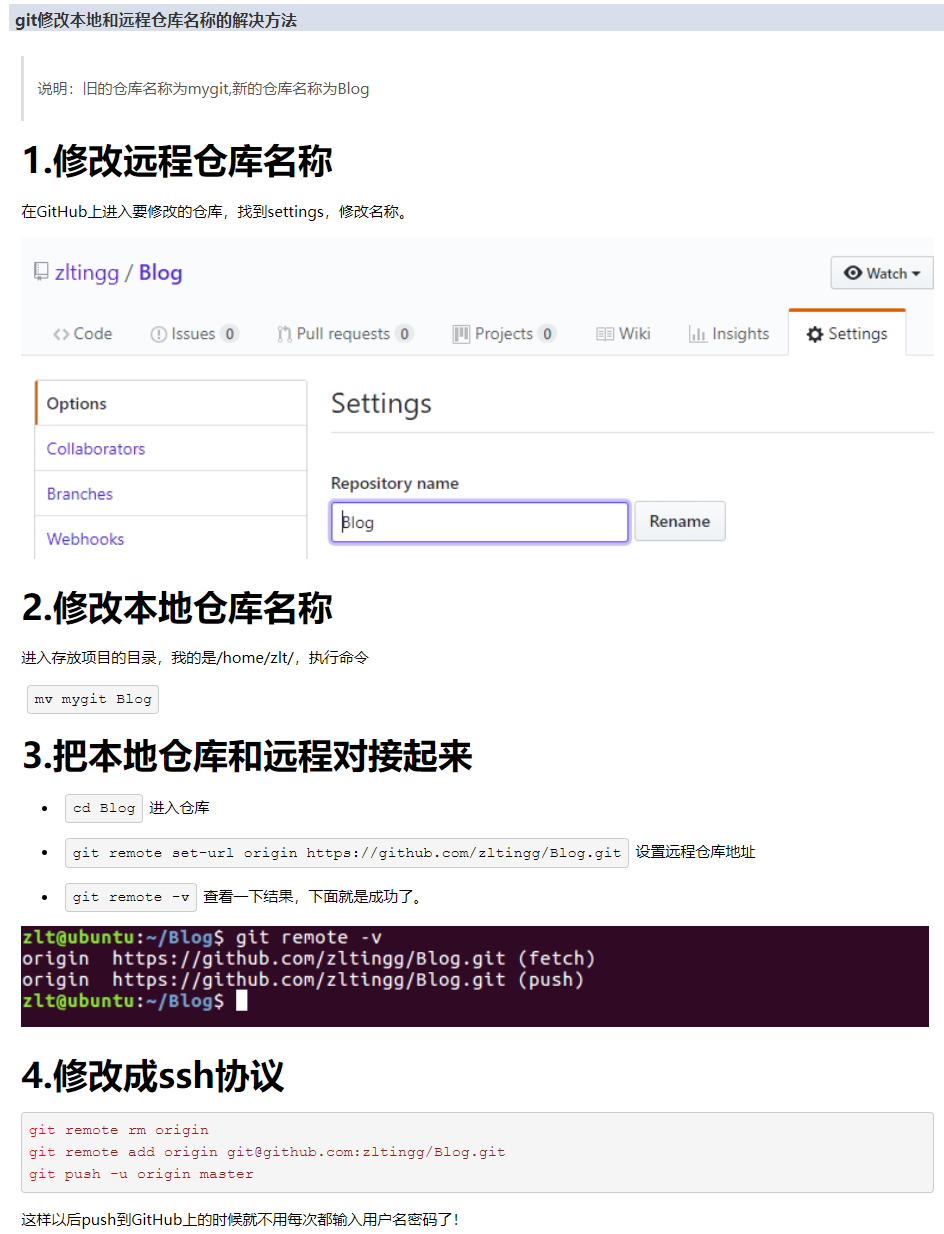 git修改本地和远程仓库名称的解决方法
说明：旧的仓库名称为mygit,新的仓库名称为Blog
1.修改远程仓库名称
在GitHub上进入要修改的仓库，找到settings，修改名称。
zltingg / Blog
Watch
Code
Issues 0
Pull requests 0
Projects 0
Wiki
Insights
Settings
Options
Collaborators
Branches
Webhooks
Settings
Repository name
Blog
Rename
2.修改本地仓库名称
进入存放项目的目录，我的是/home/zlt/，执行命令
mv mygit Blog
3.把本地仓库和远程对接起来
cd Blog 进入仓库
git remote set-url origin https://github.com/zltingg/Blog.git 设置远程仓库地址
git remote -v 查看一下结果，下面就是成功了。
zlt@ubuntu:~/Blog$ git remote -v
origin  https://github.com/zltingg/Blog.git (fetch)
origin  https://github.com/zltingg/Blog.git (push)
zlt@ubuntu:~/Blog$
4.修改成ssh协议
git remote rm origin
git remote add origin git@github.com:zltingg/Blog.git
git push -u origin master
这样以后push到GitHub上的时候就不用每次都输入用户名密码了！